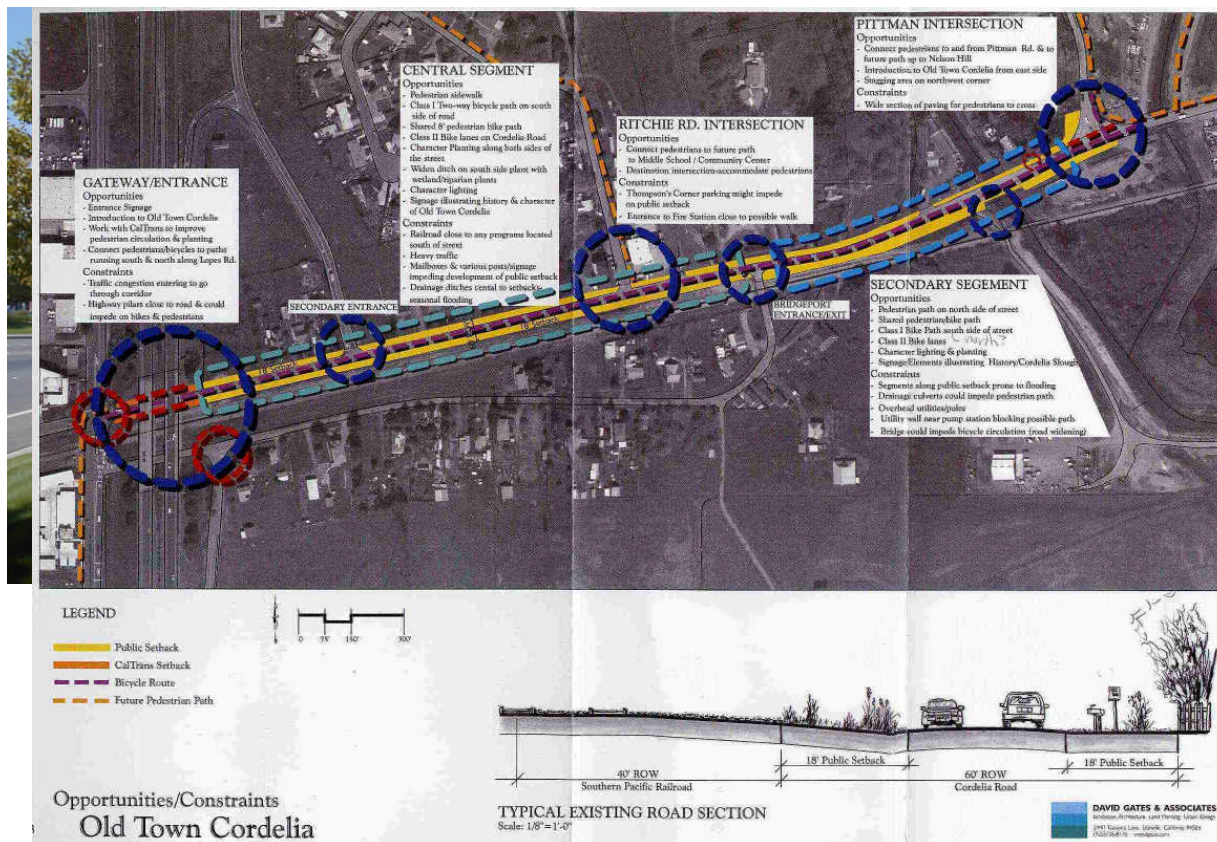 PITTMAN INTERSECTION
Opportunities
- Connect pedestrians to and from Pittman Rd. & to
future path up to Nelson Hill
- Introduction to Old Town Cordelia from east side
- Stagging area on northwest corner
Constraints
- Wide section of paving for pedestrians to cross
CENTRAL SEGMENT
Opportunities
- Pedestrian sidewalk
- Class I Two-way bicycle path on south
side of road
- Shared 8' pedestrian bike path
- Class II Bike lanes on Cordelia Road
- Character Planting along both sides of
the street
- Widen ditch on south side plant with
wetland/riparian plants
- Character lighting
- Signage illustrating history & character
of Old Town Cordelia
Constraints
- Railroad close to any programs located
south of street
- Heavy traffic
- Mailboxes & various posts/signage
impeding development of public setback
- Drainage ditches cental to setbacks-
seasonal flooding
RITCHIE RD. INTERSECTION
Opportunities
- Connect pedestrians to future path
to Middle School / Community Center
- Destination intersection-accommodate pedestrians
Constraints
- Thompson's Corner parking might impede
on public setback
- Entrance to Fire Station close to possible walk
GATEWAY/ENTRANCE
Opportunities
- Entrance Signage
- Introduction to Old Town Cordelia
- Work with CalTrans to improve
pedestrian circulation & planting
- Connect pedestrians/bicycles to paths
running south & north along Lopes Rd.
Constraints
- Traffic congestion entering to go
through corridor
- Highway pilars close to road & could
impede on bikes & pedestrians
SECONDARY ENTRANCE
BRIDGEPORT
ENTRANCE/EXIT
18' Setback
18' Setback
SECONDARY SEGEMENT
Opportunities
- Pedestrian path on north side of street
- Shared pedestrian/bike path
- Class I Bike Path south side of street
- Class II Bike lanes north?
- Character lighting & planting
- Signage/Elements illustrating History/Cordelia Slough
Constraints
- Segments along public setback prone to flooding
- Drainage culverts could impede pedestrian path
- Overhead utilities/poles
- Utility wall near pump station blocking possible path
- Bridge could impede bicycle circulation (road widening)
LEGEND
0 75' 150' 300'
Public Setback
CalTrans Setback
Bicycle Route
Future Pedestrian Path
18' Public Setback
18' Public Setback
40' ROW
Southern Pacific Railroad
60' ROW
Cordelia Road
Opportunities/Constraints
Old Town Cordelia
TYPICAL EXISTING ROAD SECTION
Scale: 1/8"=1'-0"
DAVID GATES & ASSOCIATES
Landscape Architecture Land Planning Urban Design